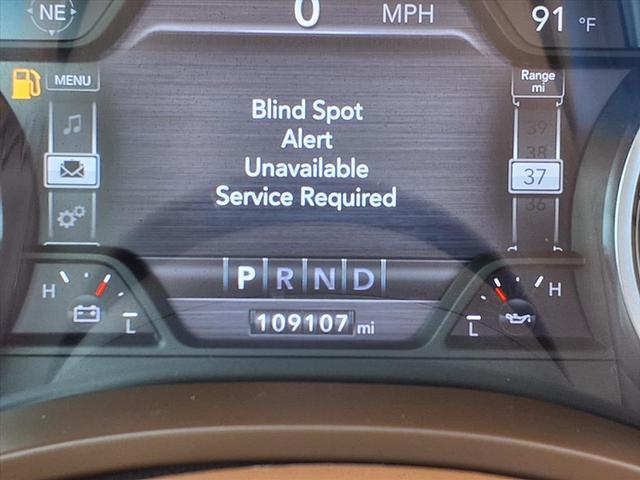 NE 0 MPH 91 °F
MENU
Range
mi
39
38
37
36
Blind Spot
Alert
Unavailable
Service Required
P R N D
H L
109107 mi
L H